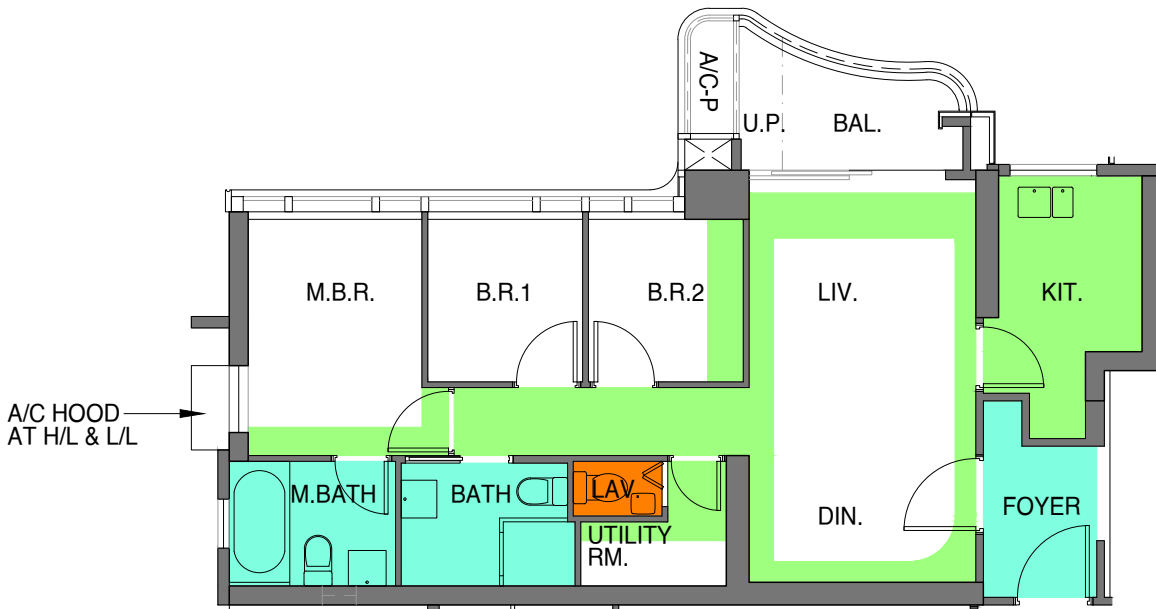 A/C-P
U.P.
BAL.
M.B.R.
B.R.1
B.R.2
LIV.
KIT.
A/C HOOD
AT H/L & L/L
M.BATH
BATH
LAV
UTILITY
RM.
DIN.
FOYER